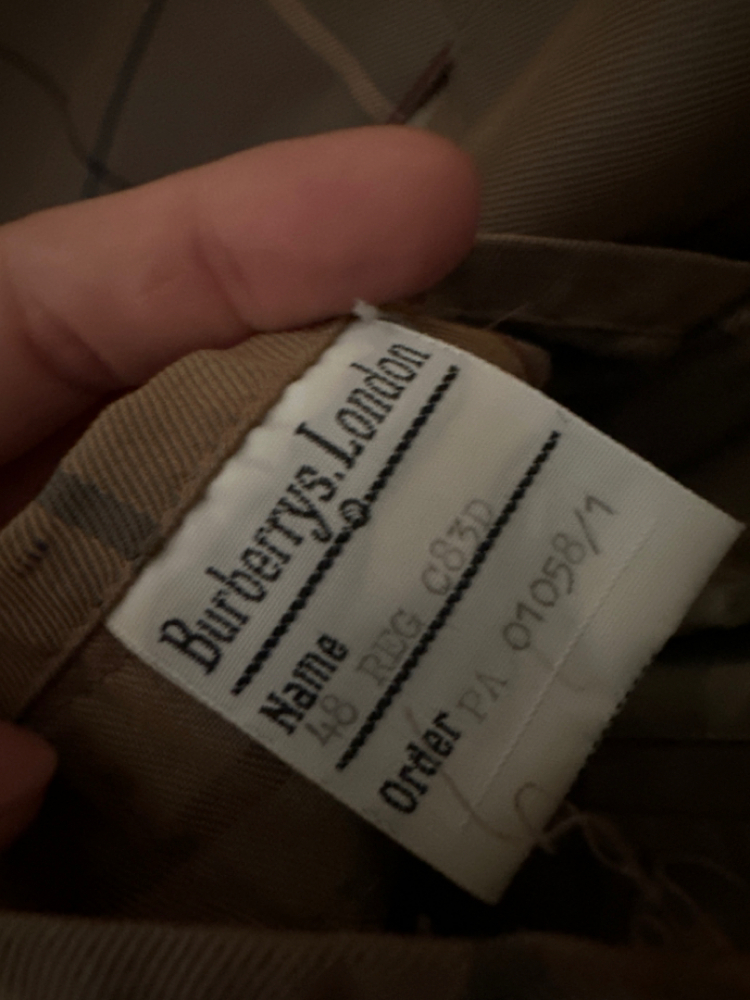 Burberrys.London
Name
48 REG C83D
Order PA 01058/1